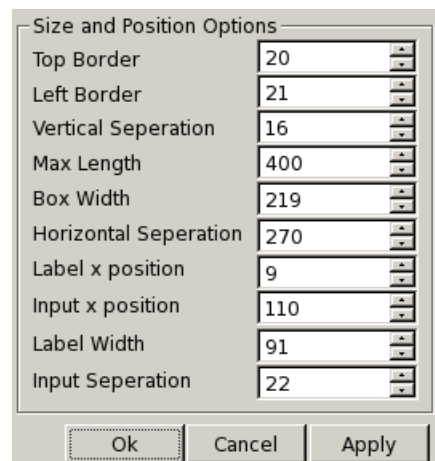 Size and Position Options
Top Border 20
Left Border 21
Vertical Seperation 16
Max Length 400
Box Width 219
Horizontal Seperation 270
Label x position 9
Input x position 110
Label Width 91
Input Seperation 22
Ok Cancel Apply